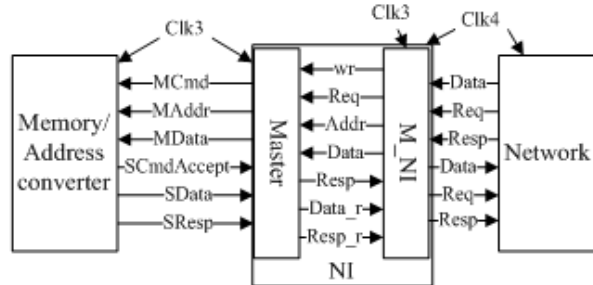 Clk3
Clk3
Clk4
Memory/
Address
converter
MCmd
MAddr
MData
SCmdAccept
SData
SResp
Master
wr
Req
Addr
Data
Resp
Data_r
Resp_r
M_NI
NI
Data
Req
Resp
Data
Req
Resp
Network